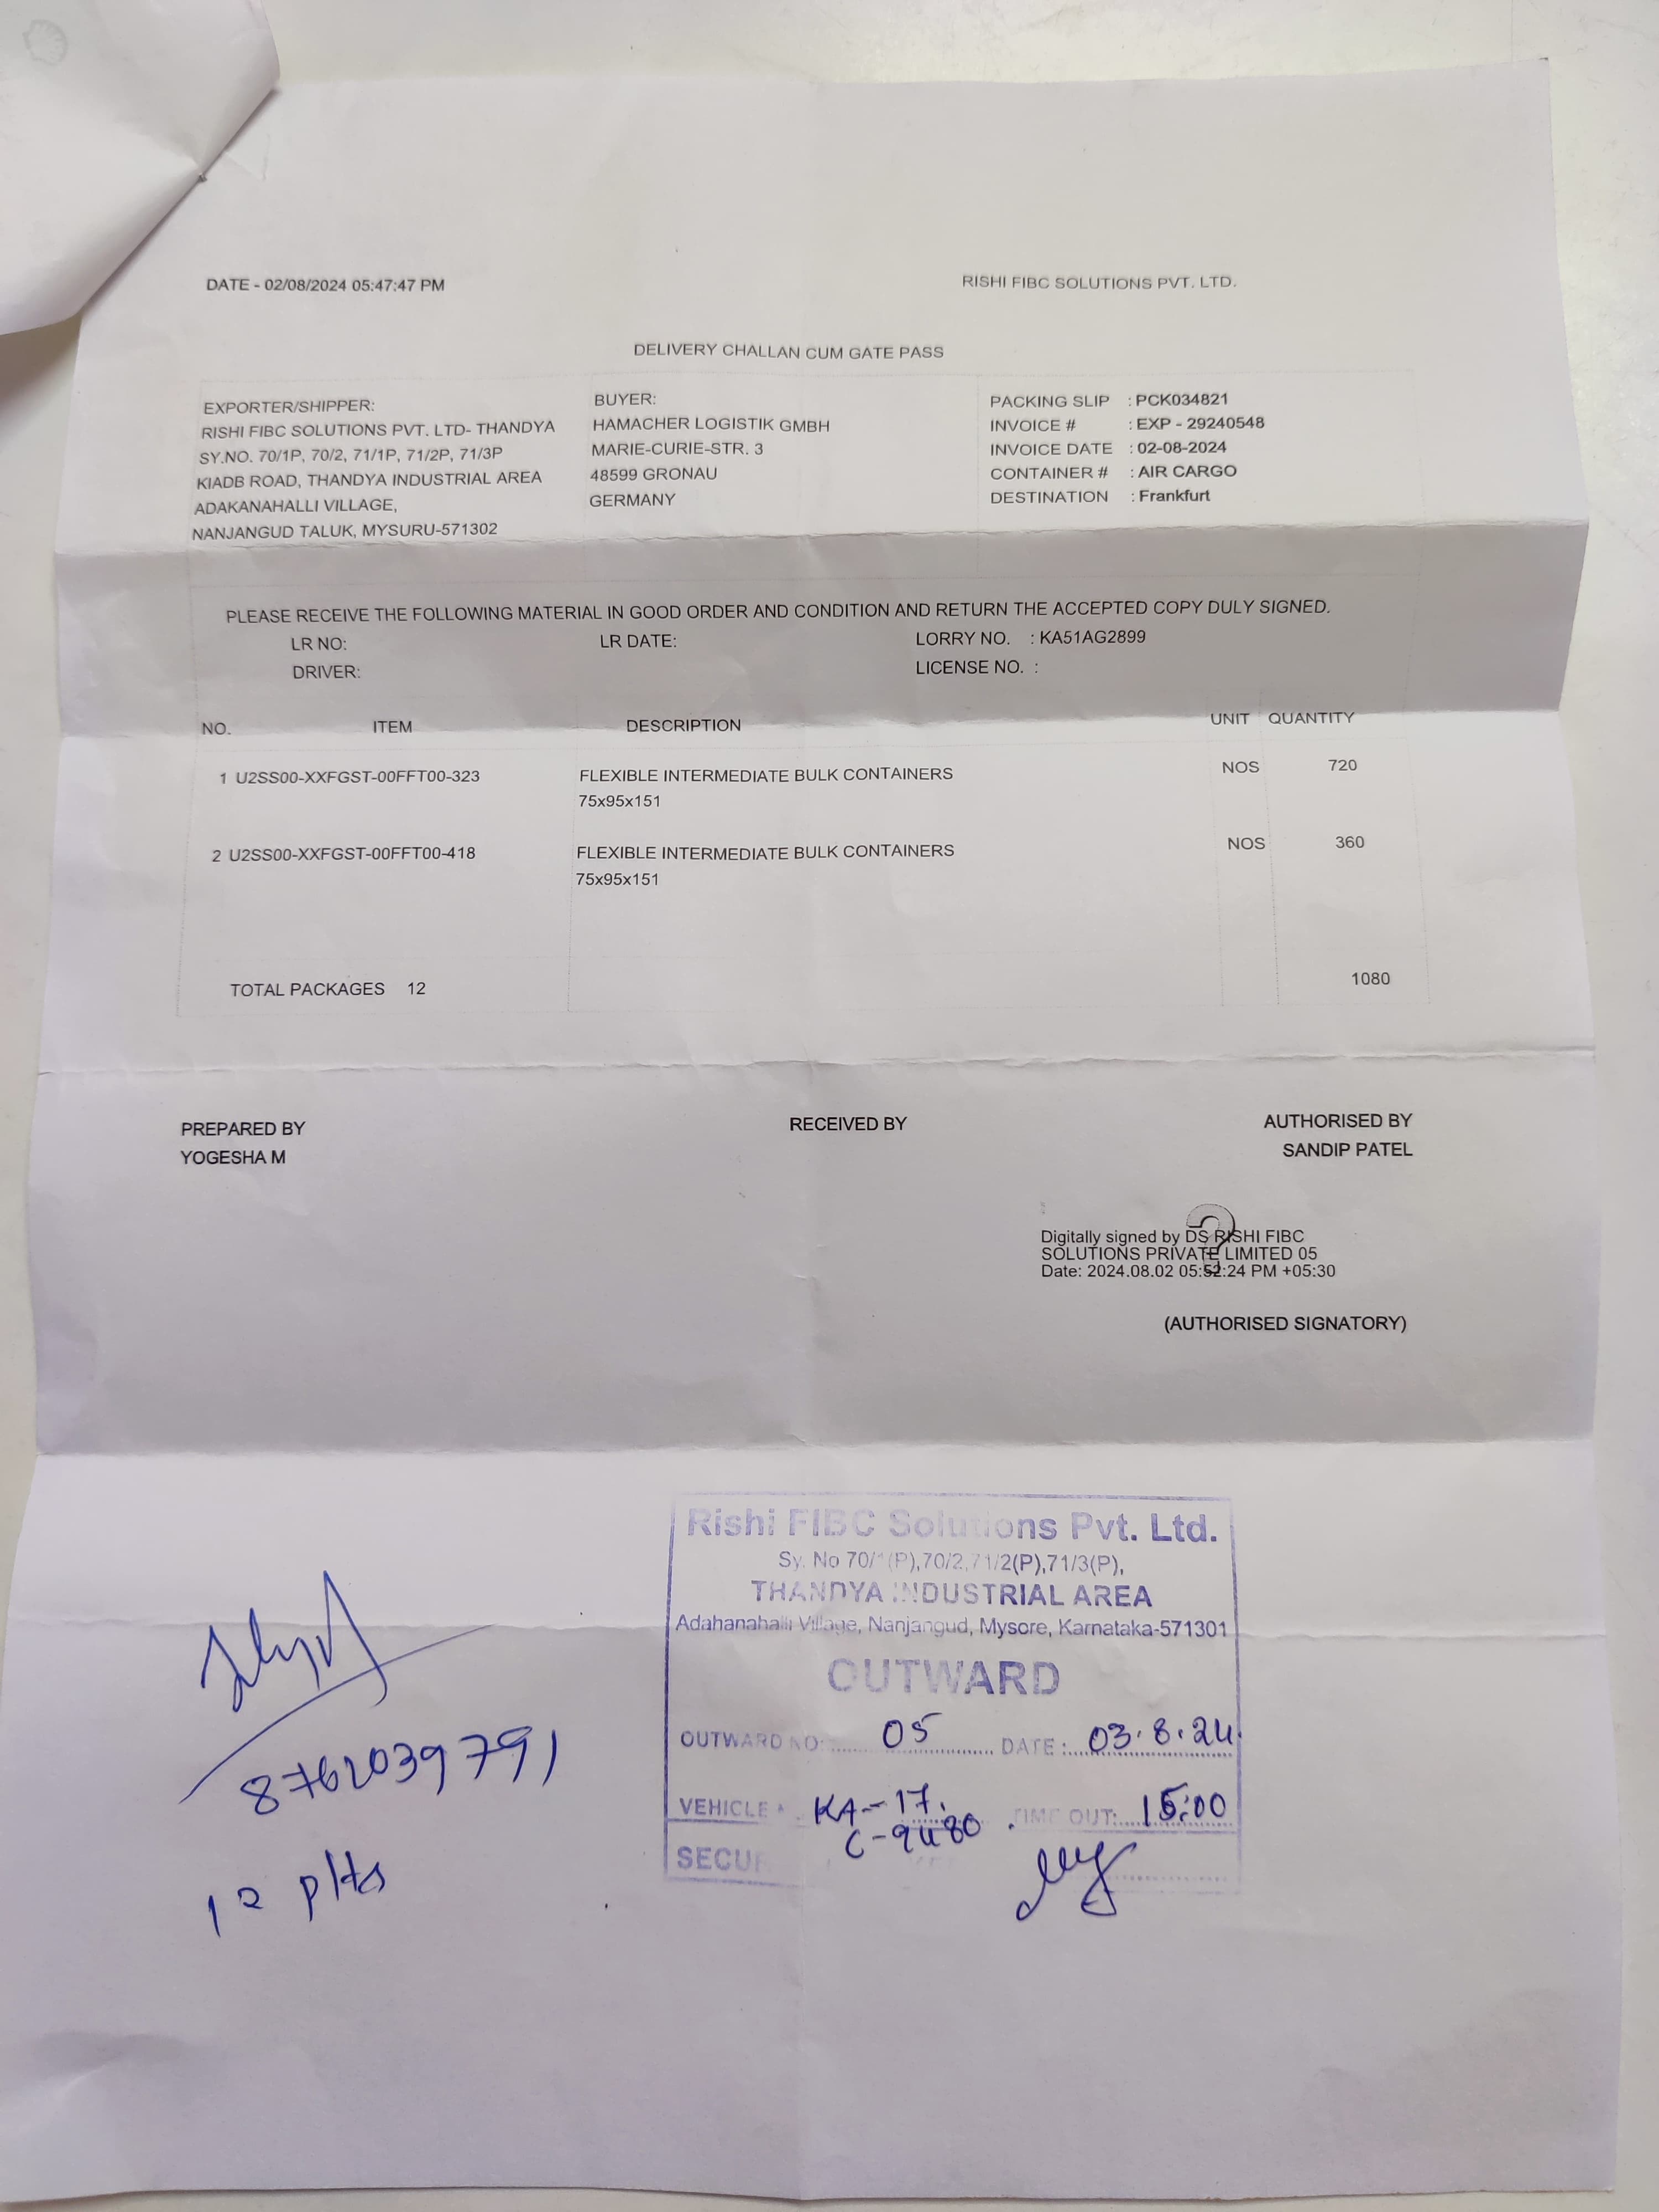 DATE - 02/08/2024 05:47:47 PM
RISHI FIBC SOLUTIONS PVT. LTD.
DELIVERY CHALLAN CUM GATE PASS
EXPORTER/SHIPPER:
RISHI FIBC SOLUTIONS PVT. LTD- THANDYA
SY.NO. 70/1P, 70/2, 71/1P, 71/2P, 71/3P
KIADB ROAD, THANDYA INDUSTRIAL AREA
ADAKANAHALLI VILLAGE,
NANJANGUD TALUK, MYSURU-571302
BUYER:
HAMACHER LOGISTIK GMBH
MARIE-CURIE-STR. 3
48599 GRONAU
GERMANY
PACKING SLIP : PCK034821
INVOICE # : EXP - 29240548
INVOICE DATE : 02-08-2024
CONTAINER # : AIR CARGO
DESTINATION : Frankfurt
PLEASE RECEIVE THE FOLLOWING MATERIAL IN GOOD ORDER AND CONDITION AND RETURN THE ACCEPTED COPY DULY SIGNED.
LR NO: LR DATE: LORRY NO. : KA51AG2899
DRIVER: LICENSE NO. :
NO. ITEM DESCRIPTION UNIT QUANTITY
1 U2SS00-XXFGST-00FFT00-323 FLEXIBLE INTERMEDIATE BULK CONTAINERS NOS 720
75x95x151
2 U2SS00-XXFGST-00FFT00-418 FLEXIBLE INTERMEDIATE BULK CONTAINERS NOS 360
75x95x151
TOTAL PACKAGES 12 1080
PREPARED BY
YOGESHA M
RECEIVED BY
AUTHORISED BY
SANDIP PATEL
Digitally signed by DS RISHI FIBC
SOLUTIONS PRIVATE LIMITED 05
Date: 2024.08.02 05:52:24 PM +05:30
(AUTHORISED SIGNATORY)
8762039791
12 plts
Rishi FIBC Solutions Pvt. Ltd.
Sy. No 70/1(P),70/2,71/2(P),71/3(P),
THANDYA INDUSTRIAL AREA
Adahanahalli Village, Nanjangud, Mysore, Karnataka-571301
OUTWARD
OUTWARD NO: 05 DATE: 03.8.24
VEHICLE KA-17. TIME OUT: 15:00
C-9480